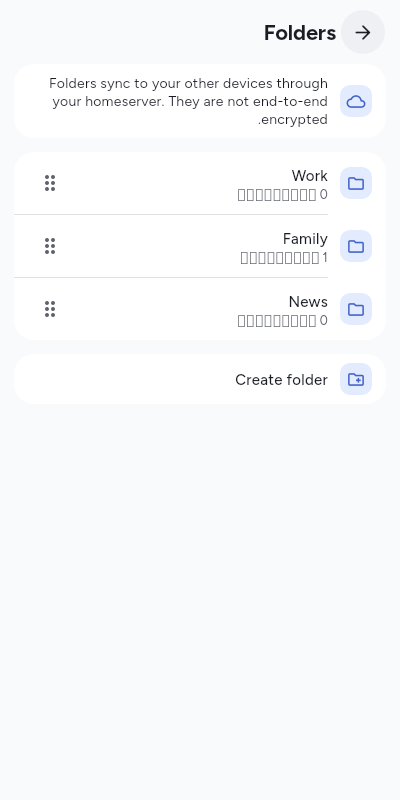 Folders
Folders sync to your other devices through
your homeserver. They are not end-to-end
encrypted.
Work
0
Family
1
News
0
Create folder